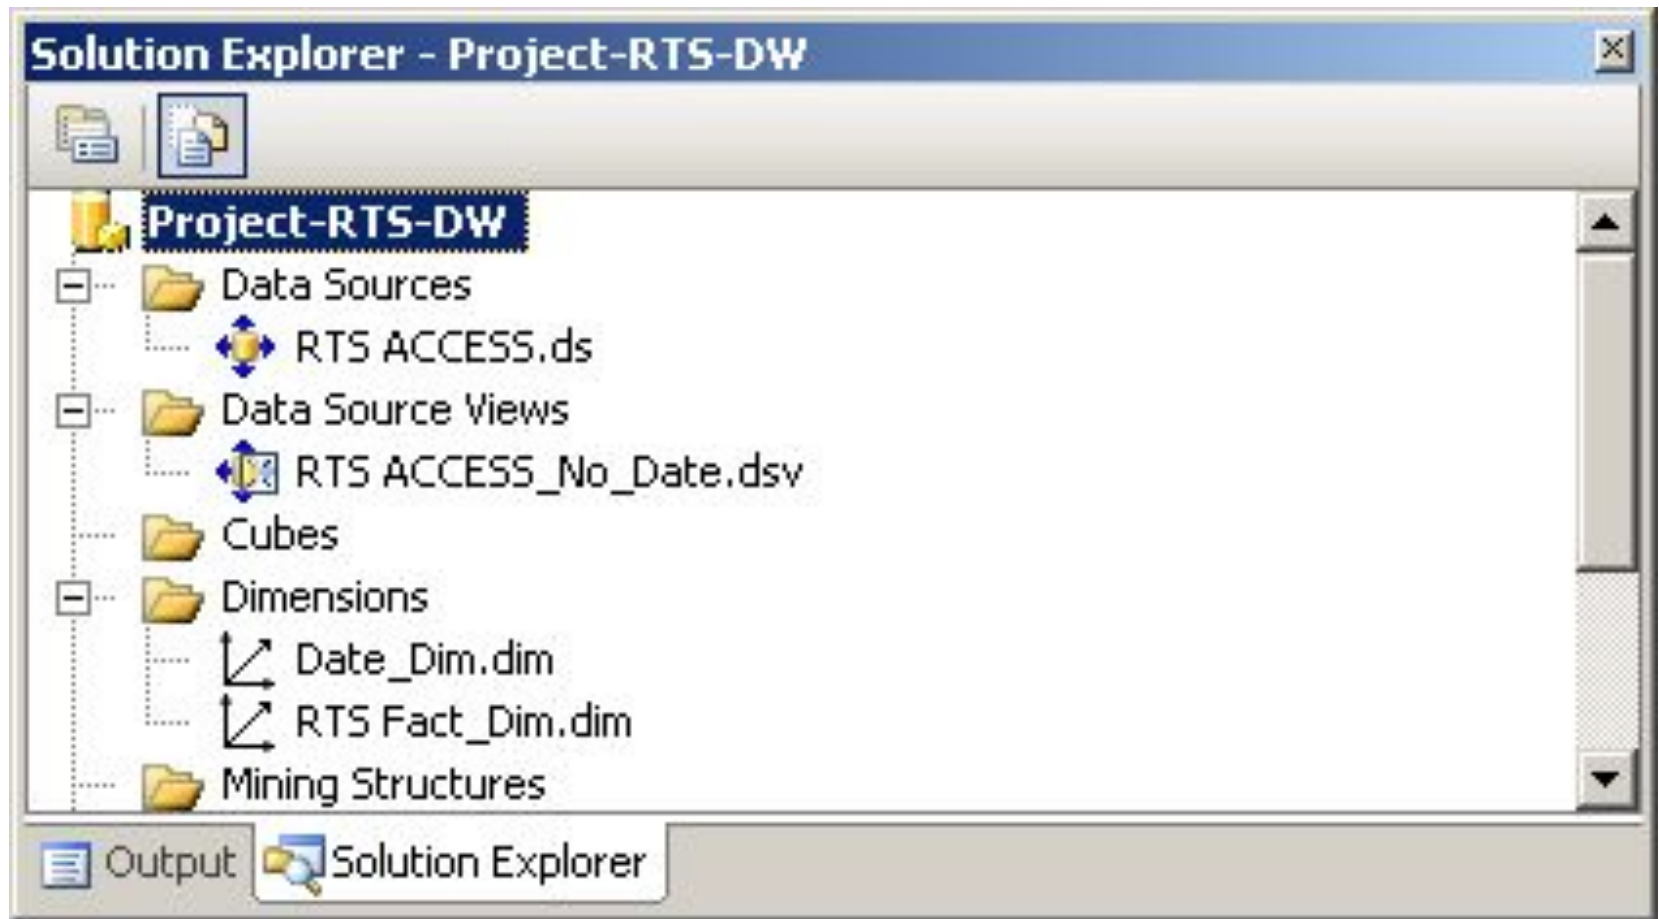 Solution Explorer - Project-RTS-DW
Project-RTS-DW
Data Sources
RTS ACCESS.ds
Data Source Views
RTS ACCESS_No_Date.dsv
Cubes
Dimensions
Date_Dim.dim
RTS Fact_Dim.dim
Mining Structures
Output Solution Explorer